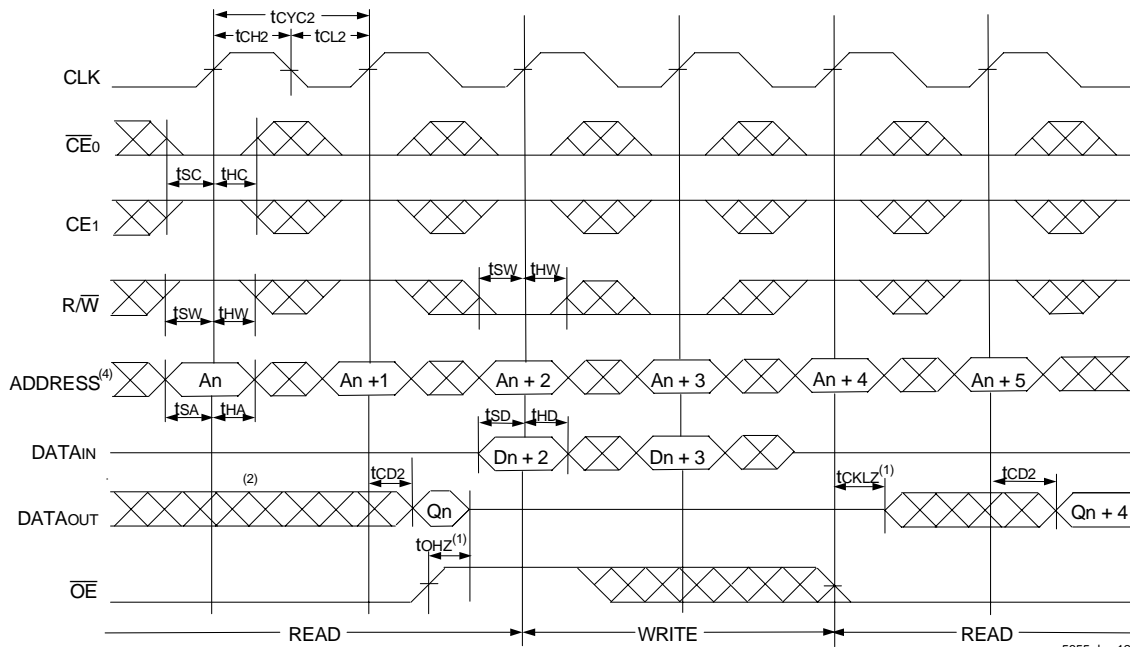 tCYC2
tCH2 tCL2
CLK
CE0
tSC tHC
CE1
tSW tHW
R/W
tSW tHW
ADDRESS(4) An An +1 An + 2 An + 3 An + 4 An + 5
tSA tHA tSD tHD
DATAIN Dn + 2 Dn + 3
tCD2 tCKLZ(1) tCD2
(2)
DATAOUT Qn Qn + 4
tOHZ(1)
OE
READ WRITE READ